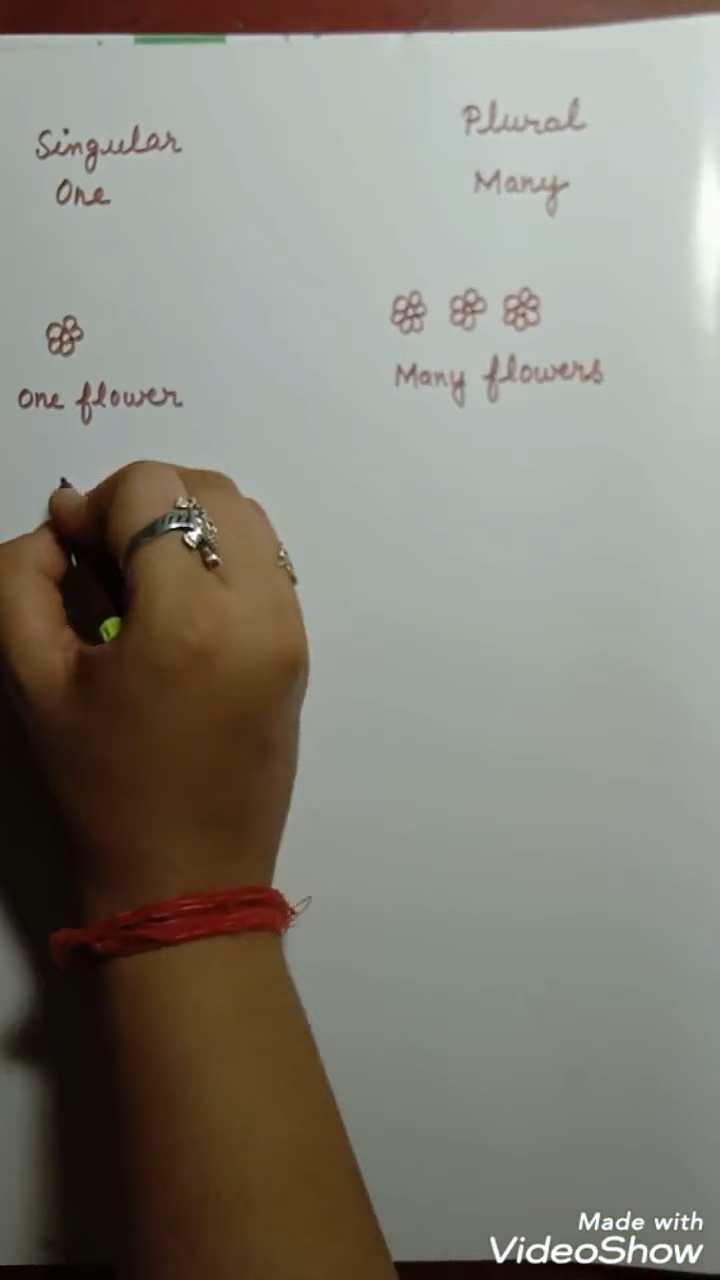 Singular
One
Plural
Many
One flower
Many flowers
Made with
VideoShow